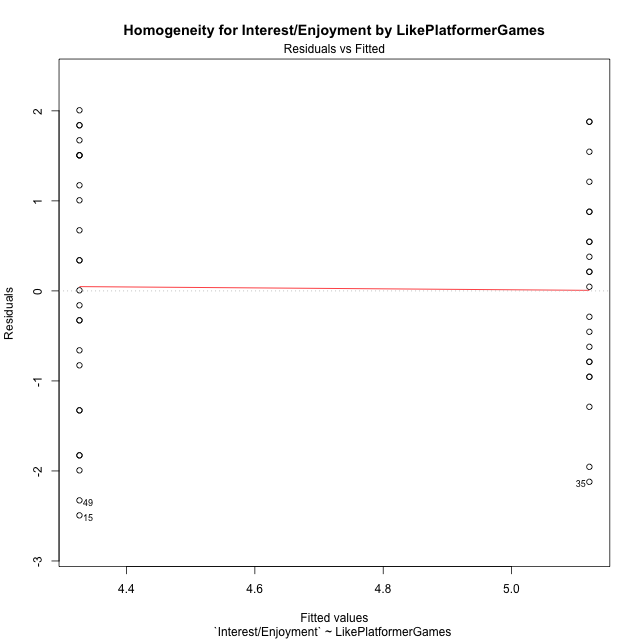 Homogeneity for Interest/Enjoyment by LikePlatformerGames
Residuals vs Fitted
2
1
0
-1
-2
-3
Residuals
49
15
35
4.4 4.6 4.8 5.0
Fitted values
`Interest/Enjoyment` ~ LikePlatformerGames